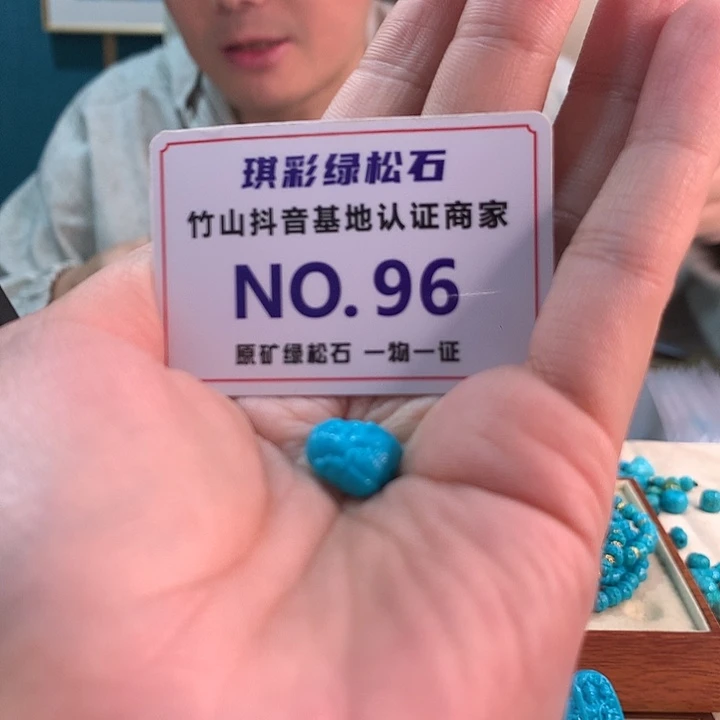 琪彩绿松石
竹山抖音基地认证商家
NO.96
原矿绿松石 一物一证